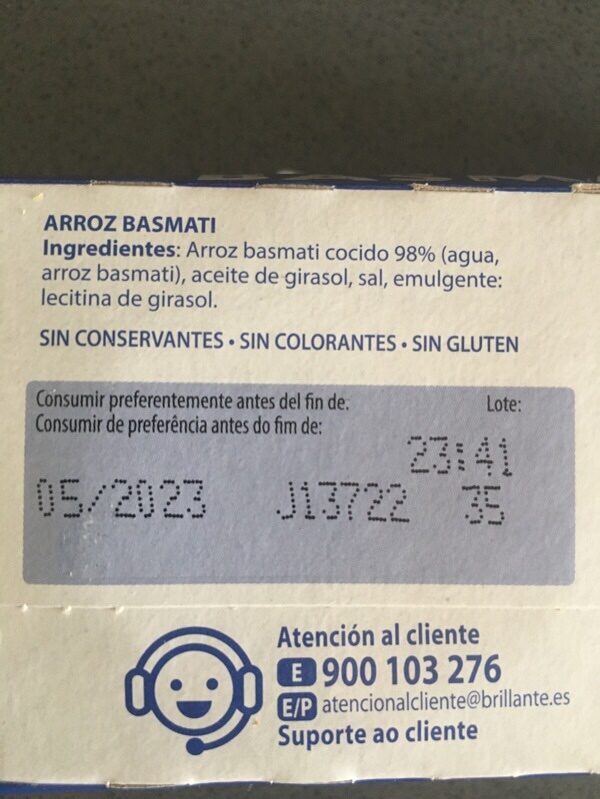 ARROZ BASMATI
Ingredientes: Arroz basmati cocido 98% (agua,
arroz basmati), aceite de girasol, sal, emulgente:
lecitina de girasol.
SIN CONSERVANTES • SIN COLORANTES • SIN GLUTEN
Consumir preferentemente antes del fin de: Lote:
Consumir de preferência antes do fim de:
23:41
05/2023 J13722 35
Atención al cliente
E 900 103 276
E/P atencionalcliente@brillante.es
Suporte ao cliente